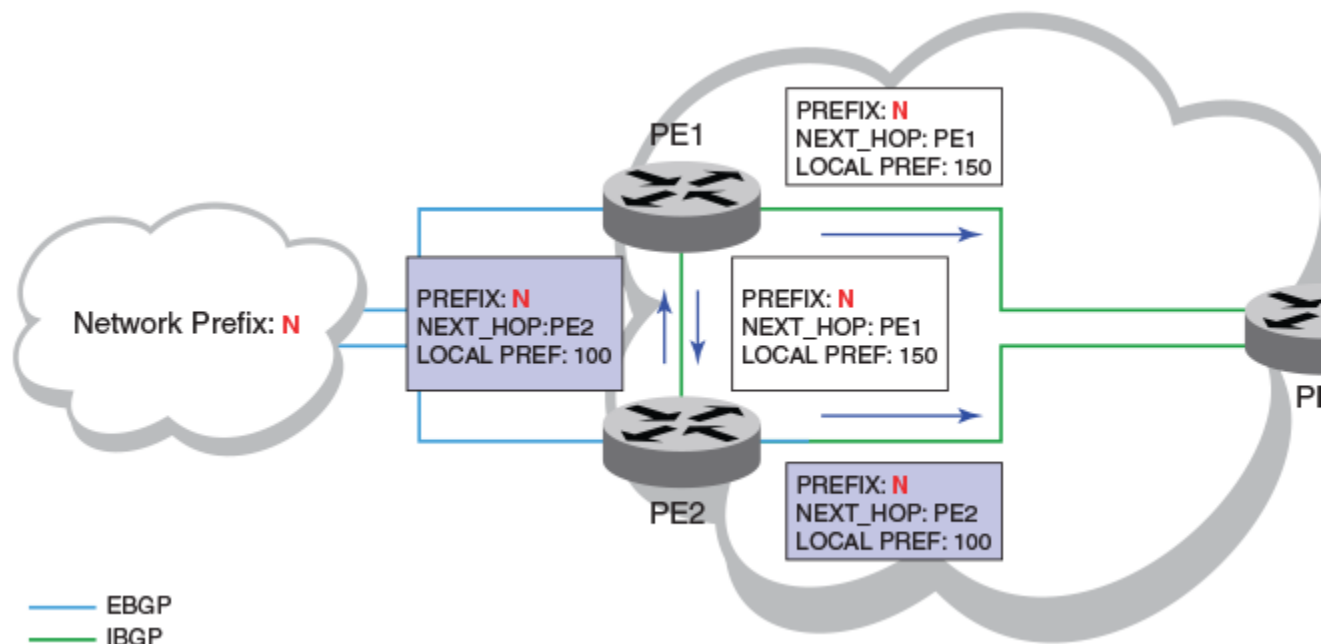 PE1
PREFIX: N
NEXT_HOP: PE1
LOCAL PREF: 150
Network Prefix: N
PREFIX: N
NEXT_HOP:PE2
LOCAL PREF: 100
PREFIX: N
NEXT_HOP: PE1
LOCAL PREF: 150
PE2
PREFIX: N
NEXT_HOP: PE2
LOCAL PREF: 100
EBGP
IBGP